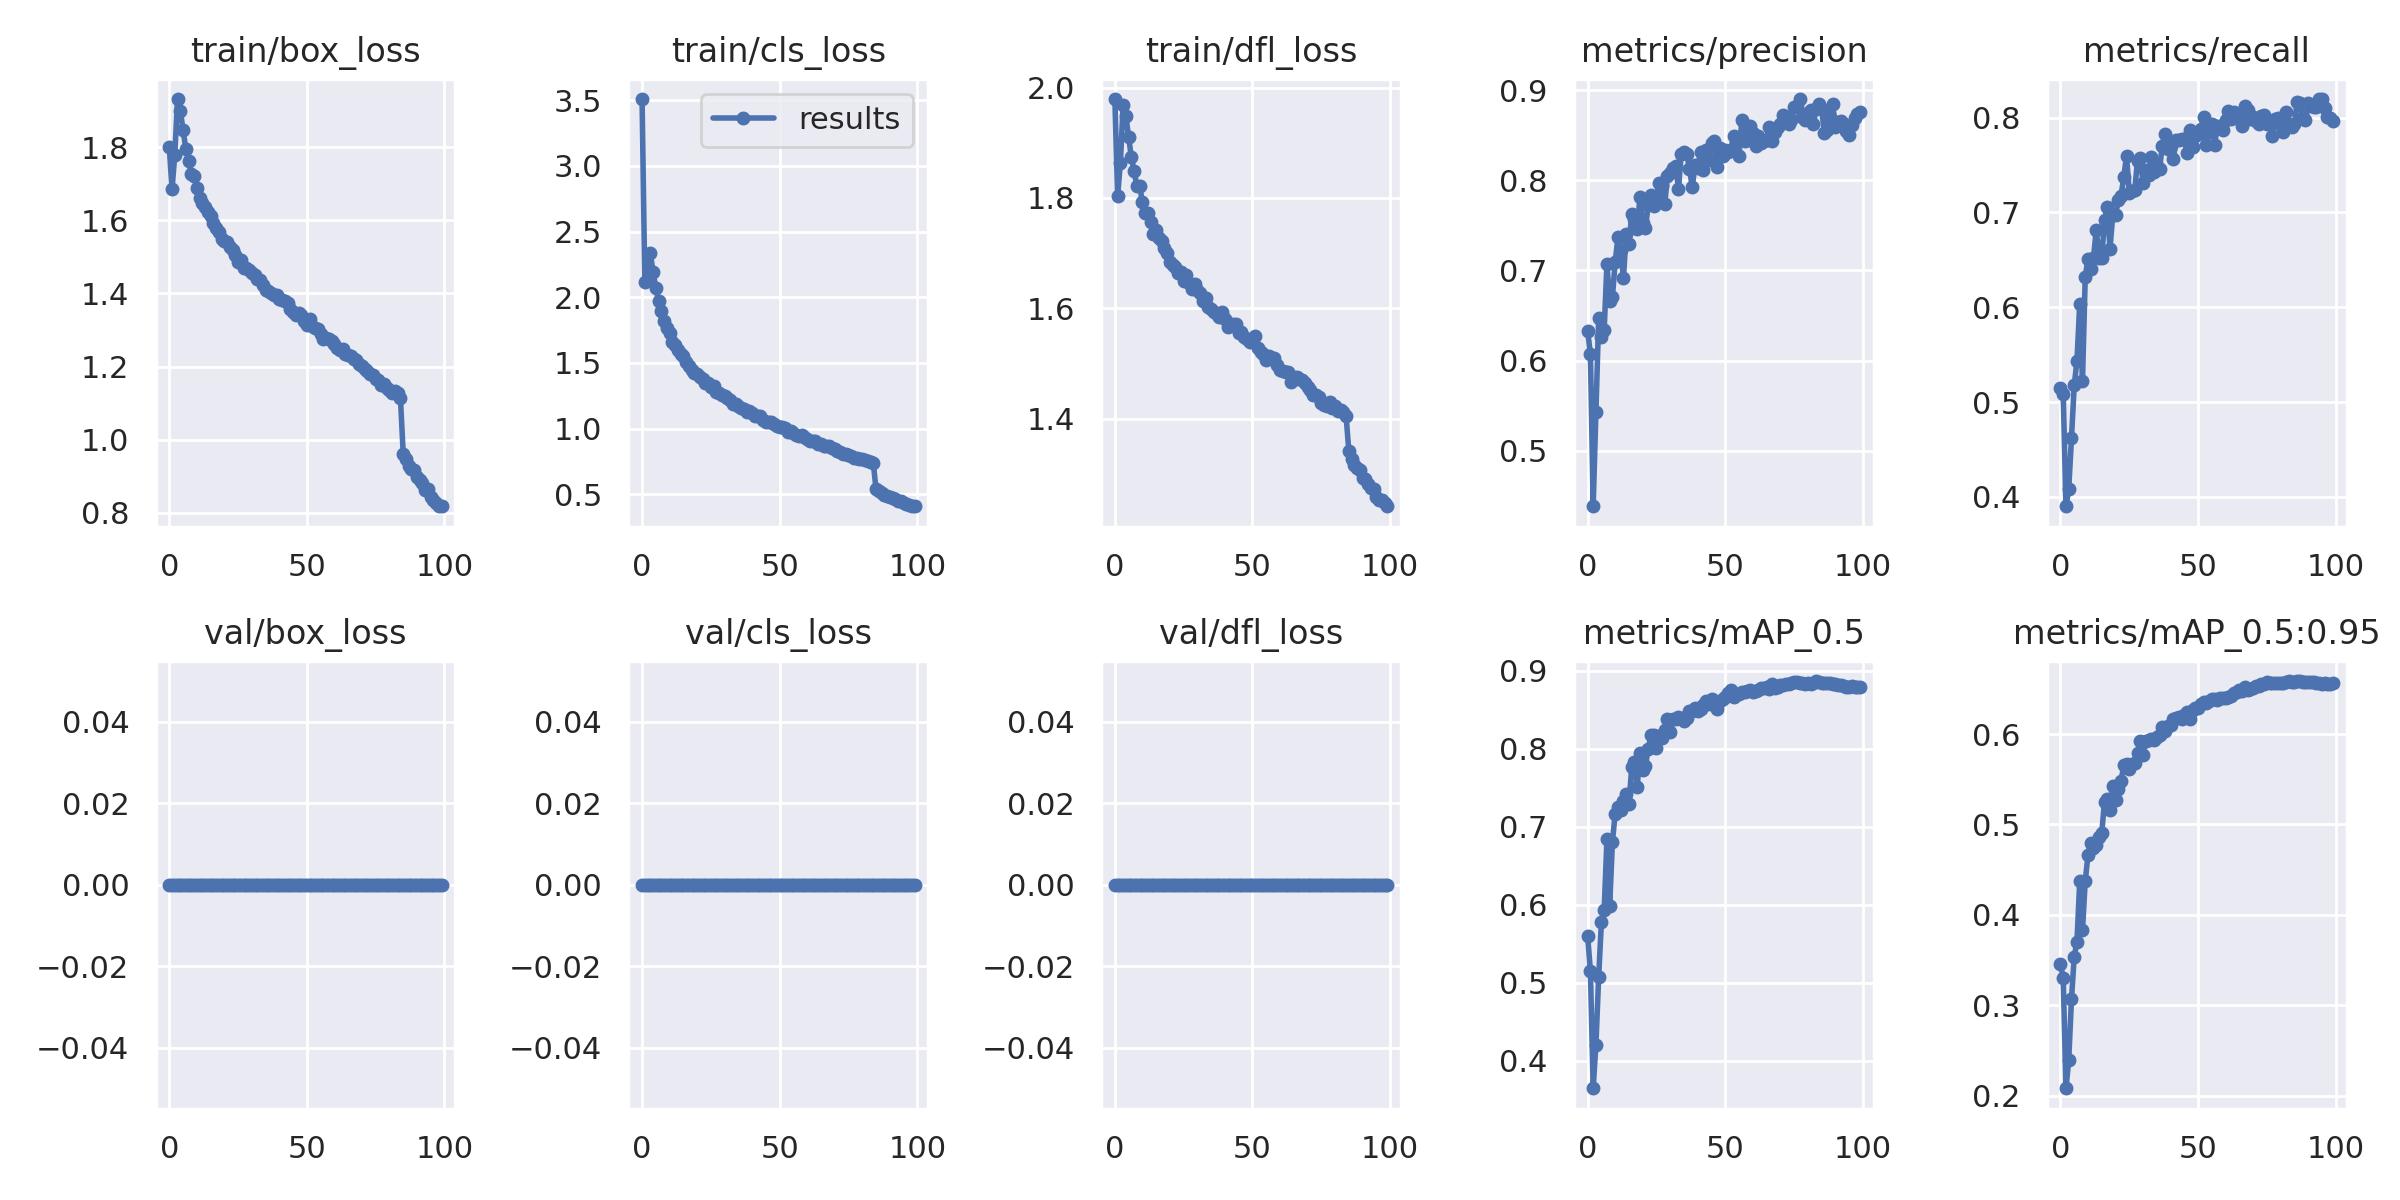 train/box_loss
1.8
1.6
1.4
1.2
1.0
0.8
0 50 100
train/cls_loss
results
3.5
3.0
2.5
2.0
1.5
1.0
0.5
0 50 100
train/dfl_loss
2.0
1.8
1.6
1.4
0 50 100
metrics/precision
0.9
0.8
0.7
0.6
0.5
0 50 100
metrics/recall
0.8
0.7
0.6
0.5
0.4
0 50 100
val/box_loss
0.04
0.02
0.00
−0.02
−0.04
0 50 100
val/cls_loss
0.04
0.02
0.00
−0.02
−0.04
0 50 100
val/dfl_loss
0.04
0.02
0.00
−0.02
−0.04
0 50 100
metrics/mAP_0.5
0.9
0.8
0.7
0.6
0.5
0.4
0 50 100
metrics/mAP_0.5:0.95
0.6
0.5
0.4
0.3
0.2
0 50 100